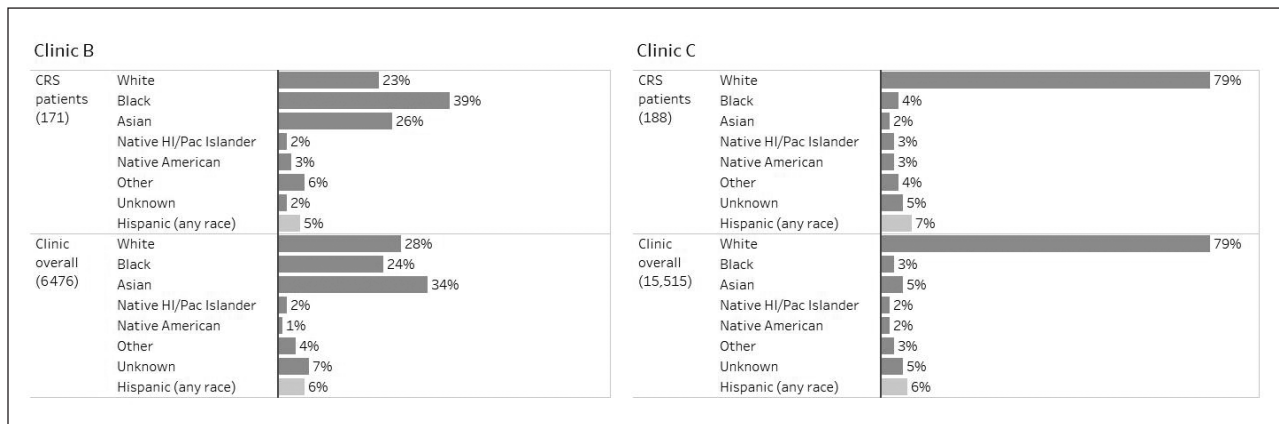 Clinic B
CRS patients (171)
White 23%
Black 39%
Asian 26%
Native HI/Pac Islander 2%
Native American 3%
Other 6%
Unknown 2%
Hispanic (any race) 5%
Clinic overall (6476)
White 28%
Black 24%
Asian 34%
Native HI/Pac Islander 2%
Native American 1%
Other 4%
Unknown 7%
Hispanic (any race) 6%
Clinic C
CRS patients (188)
White 79%
Black 4%
Asian 2%
Native HI/Pac Islander 3%
Native American 3%
Other 4%
Unknown 5%
Hispanic (any race) 7%
Clinic overall (15,515)
White 79%
Black 3%
Asian 5%
Native HI/Pac Islander 2%
Native American 2%
Other 3%
Unknown 5%
Hispanic (any race) 6%